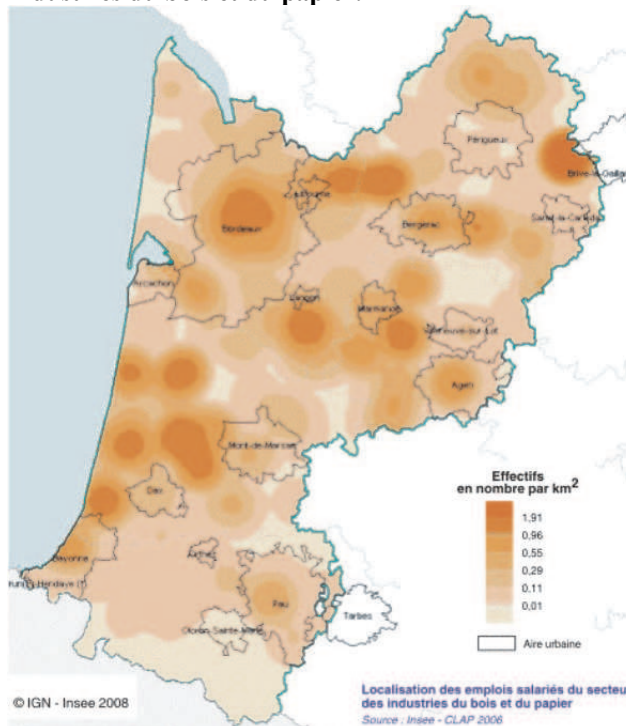 Périgueux
Brive-la-Gaillar
Libourne
Bordeaux
Bergerac
Sarlat-la-Canéda
Arcachon
Langon
Marmande
Villeneuve-sur-Lot
Agen
Mont-de-Marsan
Dax
Bayonne
Hendaye
Pau
Oloron-Sainte-Marie
Tarbes
Effectifs
en nombre par km²
1,91
0,96
0,55
0,29
0,11
0,01
Aire urbaine
© IGN - Insee 2008
Localisation des emplois salariés du secteur
des industries du bois et du papier
Source : Insee - CLAP 2006